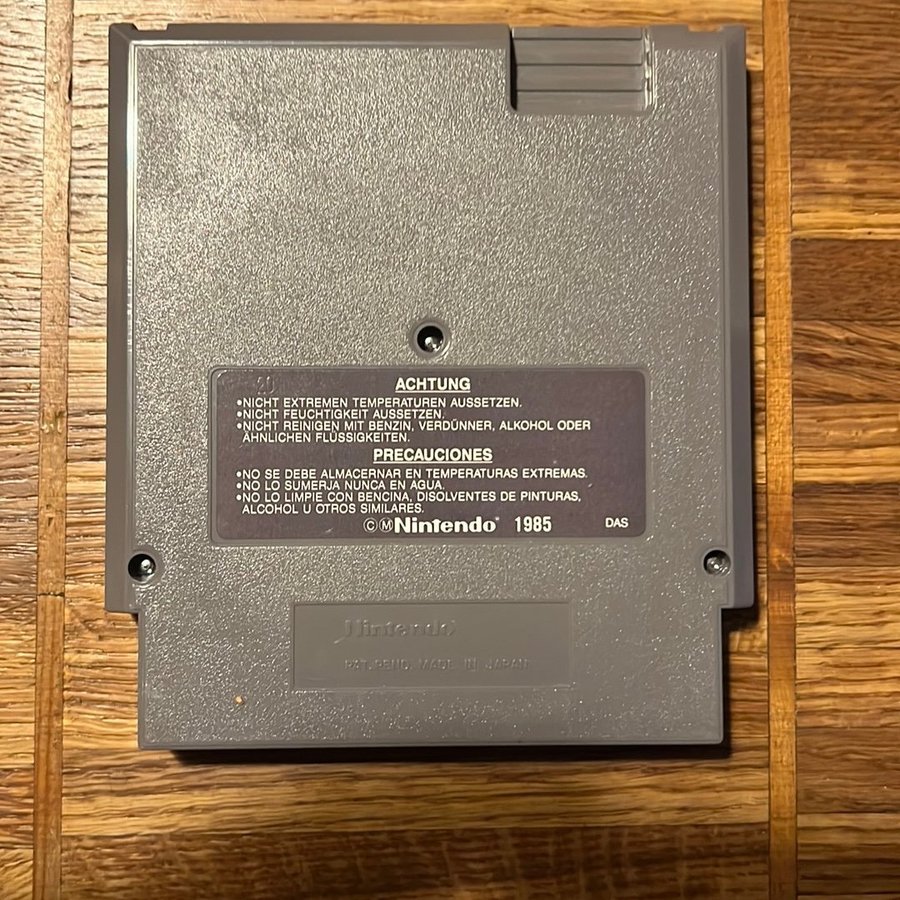 20
ACHTUNG
•NICHT EXTREMEN TEMPERATUREN AUSSETZEN.
•NICHT FEUCHTIGKEIT AUSSETZEN.
•NICHT REINIGEN MIT BENZIN, VERDÜNNER, ALKOHOL ODER
ÄHNLICHEN FLÜSSIGKEITEN.
PRECAUCIONES
•NO SE DEBE ALMACERNAR EN TEMPERATURAS EXTREMAS.
•NO LO SUMERJA NUNCA EN AGUA.
•NO LO LIMPIE CON BENCINA, DISOLVENTES DE PINTURAS,
ALCOHOL U OTROS SIMILARES.
©ⓂNintendo® 1985 DAS
Nintendo
PAT. PEND. MADE IN JAPAN